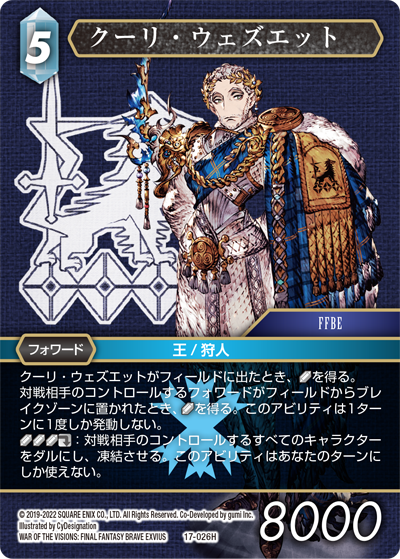 5
クーリ・ウェズエット
FFBE
フォワード
王 / 狩人
クーリ・ウェズエットがフィールドに出たとき、を得る。
対戦相手のコントロールするフォワードがフィールドからブレ
イクゾーンに置かれたとき、を得る。このアビリティは1ター
ンに1度しか発動しない。
:対戦相手のコントロールするすべてのキャラクター
をダルにし、凍結させる。このアビリティはあなたのターンに
しか使えない。
© 2019-2022 SQUARE ENIX CO., LTD. All Rights Reserved. Co-Developed by gumi Inc.
Illustrated by CyDesignation
WAR OF THE VISIONS: FINAL FANTASY BRAVE EXVIUS
17-026H
8000